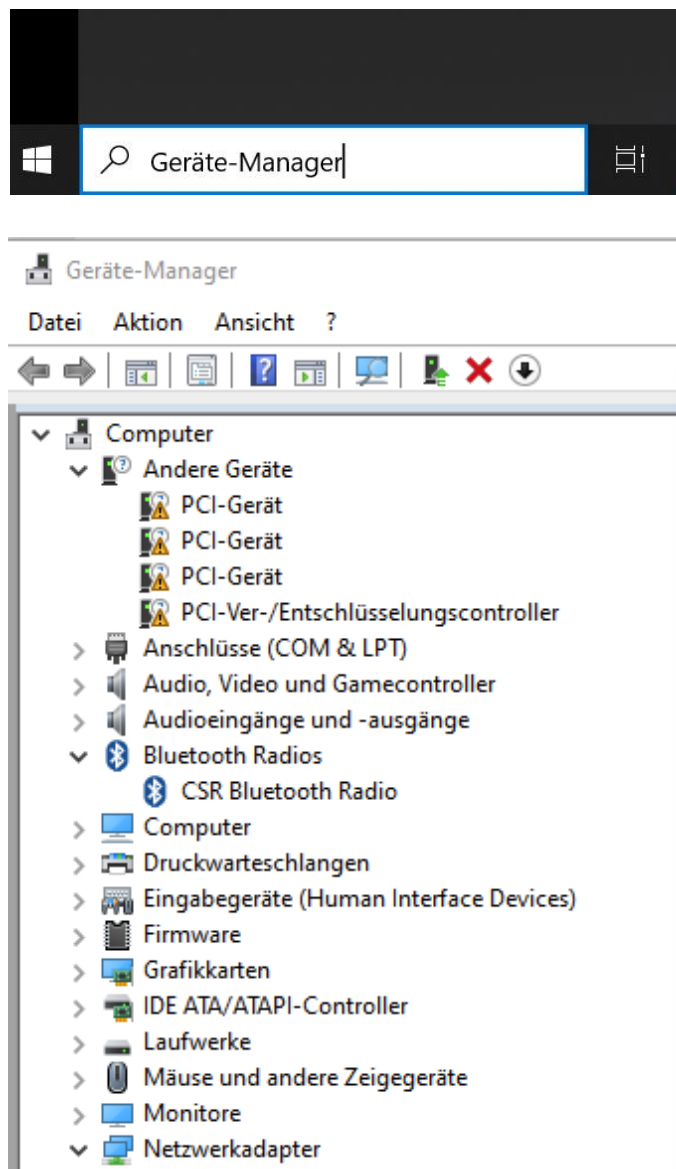 Geräte-Manager
Geräte-Manager
Datei Aktion Ansicht ?
Computer
Andere Geräte
PCI-Gerät
PCI-Gerät
PCI-Gerät
PCI-Ver-/Entschlüsselungscontroller
Anschlüsse (COM & LPT)
Audio, Video und Gamecontroller
Audioeingänge und -ausgänge
Bluetooth Radios
CSR Bluetooth Radio
Computer
Druckwarteschlangen
Eingabegeräte (Human Interface Devices)
Firmware
Grafikkarten
IDE ATA/ATAPI-Controller
Laufwerke
Mäuse und andere Zeigegeräte
Monitore
Netzwerkadapter